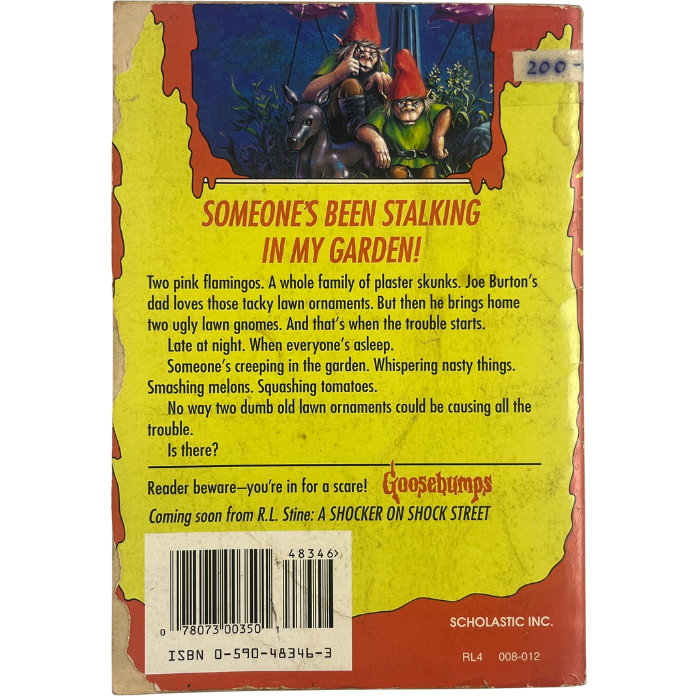 200-
SOMEONE'S BEEN STALKING
IN MY GARDEN!
Two pink flamingos. A whole family of plaster skunks. Joe Burton's
dad loves those tacky lawn ornaments. But then he brings home
two ugly lawn gnomes. And that's when the trouble starts.
Late at night. When everyone's asleep.
Someone's creeping in the garden. Whispering nasty things.
Smashing melons. Squashing tomatoes.
No way two dumb old lawn ornaments could be causing all the
trouble.
Is there?
Reader beware—you're in for a scare! Goosebumps
Coming soon from R.L. Stine: A SHOCKER ON SHOCK STREET
48346>
0 78073 00350 1
ISBN 0-590-48346-3
SCHOLASTIC INC.
RL4 008-012